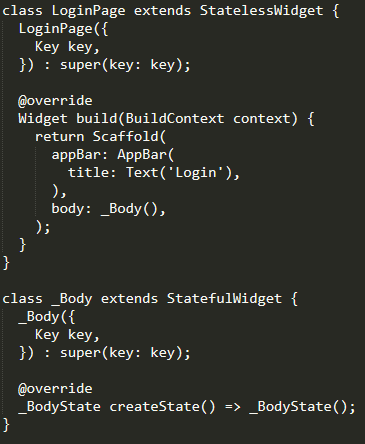 class LoginPage extends StatelessWidget {
  LoginPage({
    Key key,
  }) : super(key: key);

  @override
  Widget build(BuildContext context) {
    return Scaffold(
      appBar: AppBar(
        title: Text('Login'),
      ),
      body: _Body(),
    );
  }
}

class _Body extends StatefulWidget {
  _Body({
    Key key,
  }) : super(key: key);

  @override
  _BodyState createState() => _BodyState();
}